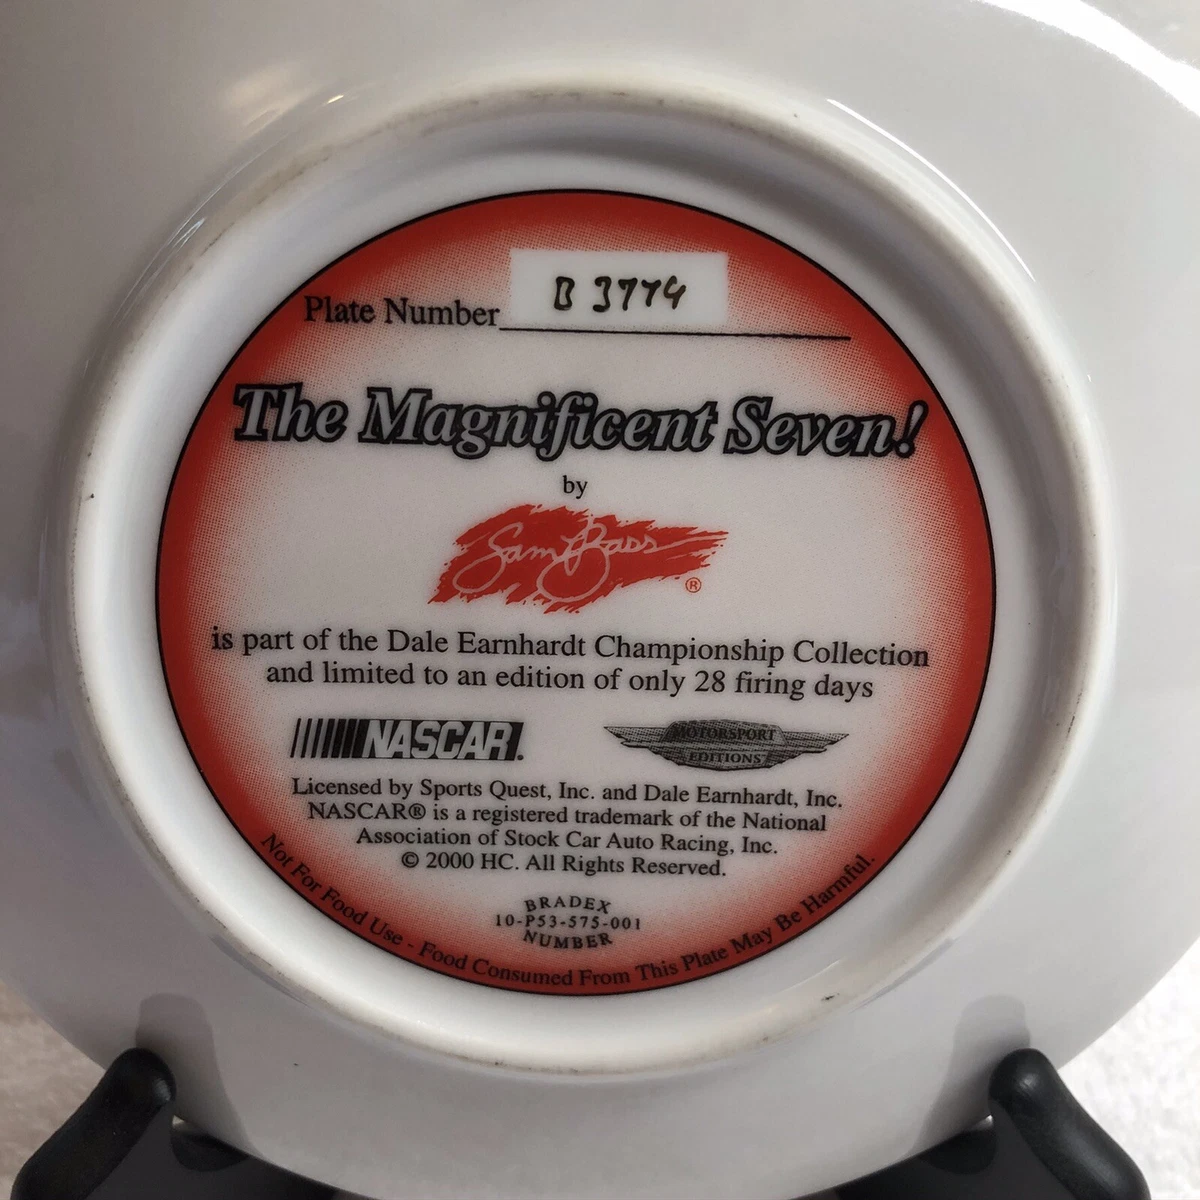 Plate Number B 3774
The Magnificent Seven!
by
Sam Bass
®
is part of the Dale Earnhardt Championship Collection
and limited to an edition of only 28 firing days
NASCAR.
MOTORSPORT
EDITIONS
Licensed by Sports Quest, Inc. and Dale Earnhardt, Inc.
NASCAR® is a registered trademark of the National
Association of Stock Car Auto Racing, Inc.
© 2000 HC. All Rights Reserved.
BRADEX
10-P53-575-001
NUMBER
Not For Food Use - Food Consumed From This Plate May Be Harmful.